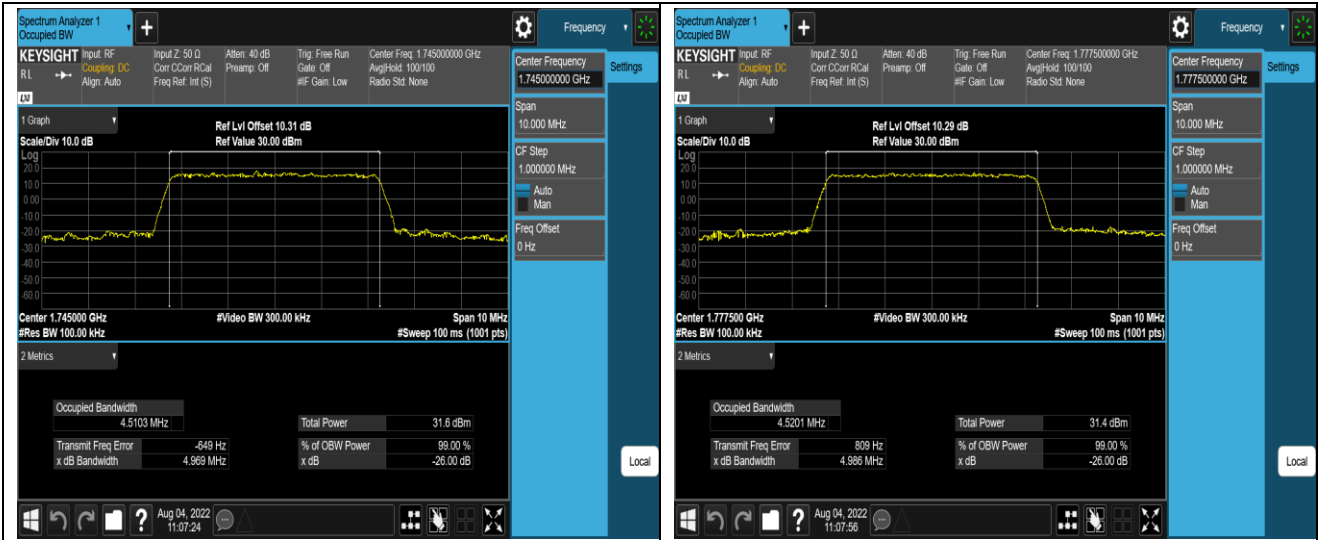 Spectrum Analyzer 1
Occupied BW
+
Frequency
KEYSIGHT
RL
LXI
Input: RF
Coupling: DC
Align: Auto
Input Z: 50 Ω
Corr CCorr RCal
Freq Ref: Int (S)
Atten: 40 dB
Preamp: Off
Trig: Free Run
Gate: Off
#IF Gain: Low
Center Freq: 1.745000000 GHz
Avg|Hold: 100/100
Radio Std: None
Center Frequency
1.745000000 GHz
Settings
Span
10.000 MHz
CF Step
1.000000 MHz
Auto
Man
Freq Offset
0 Hz
Local
1 Graph
Scale/Div 10.0 dB
Ref Lvl Offset 10.31 dB
Ref Value 30.00 dBm
Log
20.0
10.0
0.00
-10.0
-20.0
-30.0
-40.0
-50.0
-60.0
Center 1.745000 GHz
#Video BW 300.00 kHz
Span 10 MHz
#Res BW 100.00 kHz
#Sweep 100 ms (1001 pts)
2 Metrics
Occupied Bandwidth
4.5103 MHz
Total Power 31.6 dBm
Transmit Freq Error -649 Hz
% of OBW Power 99.00 %
x dB Bandwidth 4.969 MHz
x dB -26.00 dB
?
Aug 04, 2022
11:07:24
Spectrum Analyzer 1
Occupied BW
+
Frequency
KEYSIGHT
RL
LXI
Input: RF
Coupling: DC
Align: Auto
Input Z: 50 Ω
Corr CCorr RCal
Freq Ref: Int (S)
Atten: 40 dB
Preamp: Off
Trig: Free Run
Gate: Off
#IF Gain: Low
Center Freq: 1.777500000 GHz
Avg|Hold: 100/100
Radio Std: None
Center Frequency
1.777500000 GHz
Settings
Span
10.000 MHz
CF Step
1.000000 MHz
Auto
Man
Freq Offset
0 Hz
Local
1 Graph
Scale/Div 10.0 dB
Ref Lvl Offset 10.29 dB
Ref Value 30.00 dBm
Log
20.0
10.0
0.00
-10.0
-20.0
-30.0
-40.0
-50.0
-60.0
Center 1.777500 GHz
#Video BW 300.00 kHz
Span 10 MHz
#Res BW 100.00 kHz
#Sweep 100 ms (1001 pts)
2 Metrics
Occupied Bandwidth
4.5201 MHz
Total Power 31.4 dBm
Transmit Freq Error 809 Hz
% of OBW Power 99.00 %
x dB Bandwidth 4.986 MHz
x dB -26.00 dB
?
Aug 04, 2022
11:07:56